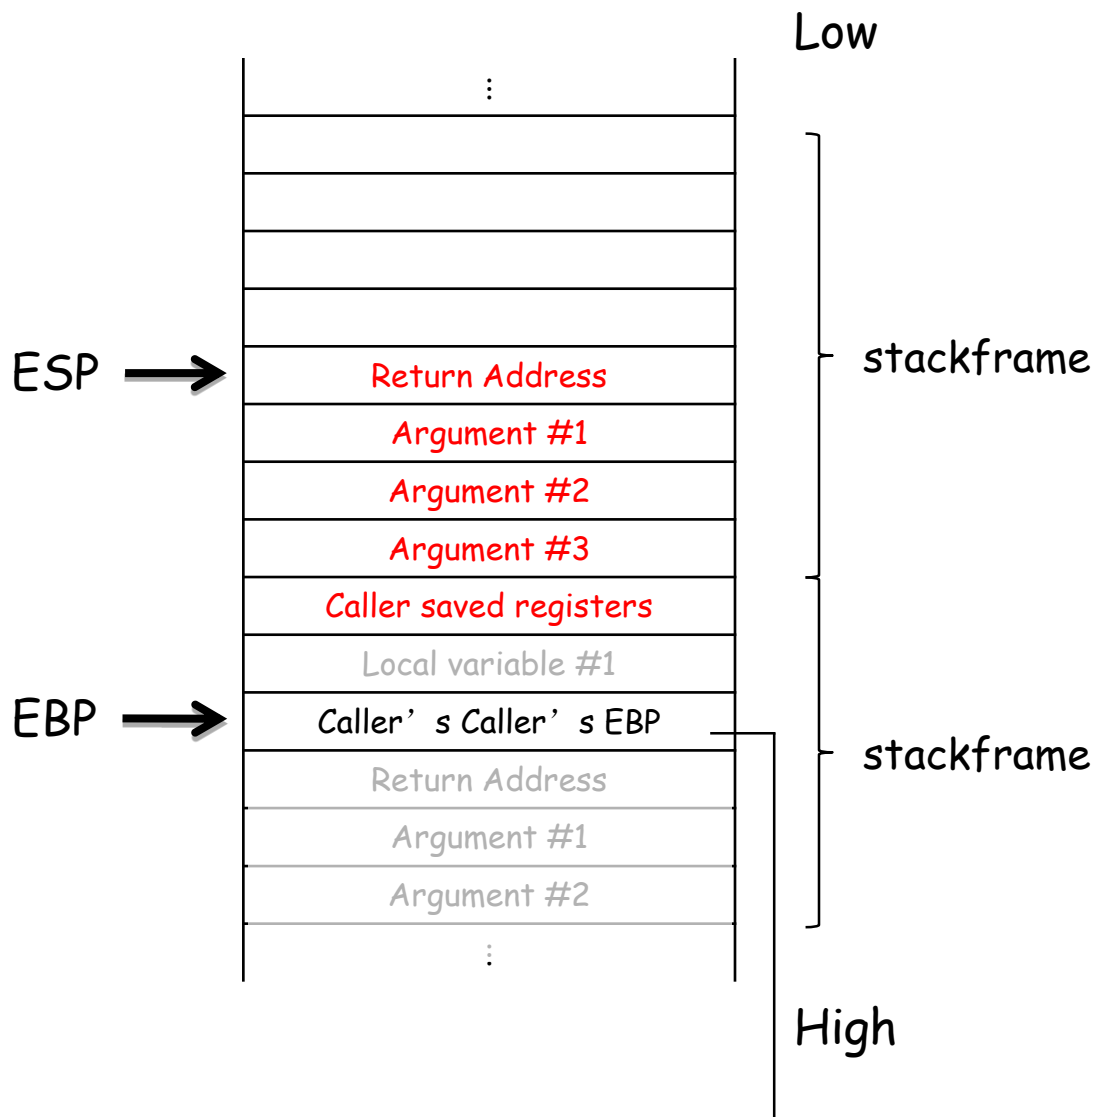 Low
⋮
ESP
Return Address
stackframe
Argument #1
Argument #2
Argument #3
Caller saved registers
Local variable #1
EBP
Caller’s Caller’s EBP
stackframe
Return Address
Argument #1
Argument #2
⋮
High